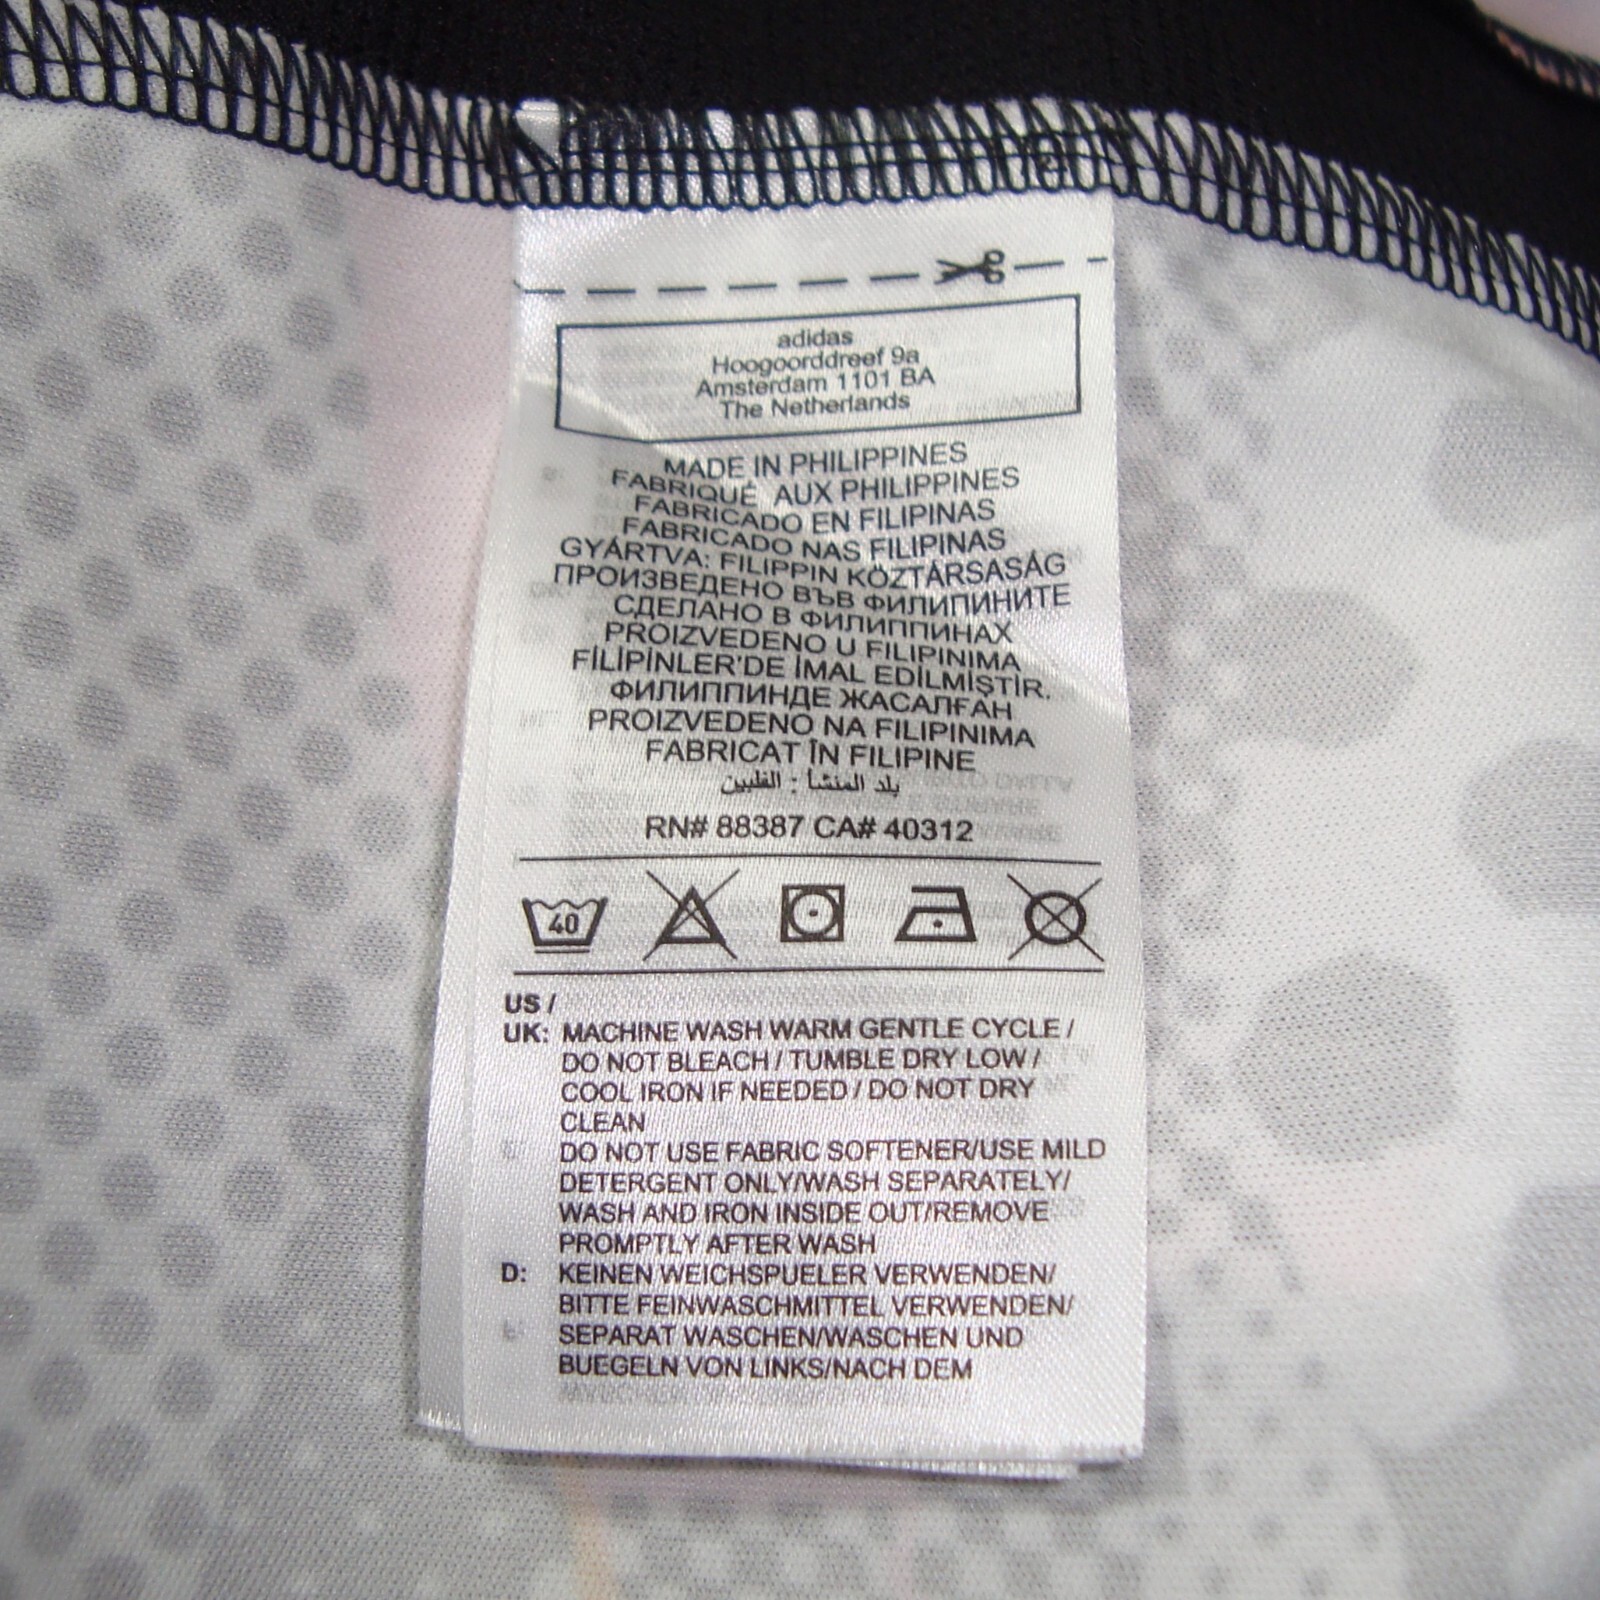 adidas
Hoogoorddreef 9a
Amsterdam 1101 BA
The Netherlands
MADE IN PHILIPPINES
FABRIQUÉ AUX PHILIPPINES
FABRICADO EN FILIPINAS
FABRICADO NAS FILIPINAS
GYÁRTVA: FILIPPIN KÖZTÁRSASÁG
ПРОИЗВЕДЕНО ВЪВ ФИЛИПИНИТЕ
СДЕЛАНО В ФИЛИППИНАХ
PROIZVEDENO U FILIPINIMA
FİLİPİNLER'DE İMAL EDİLMİŞTİR.
ФИЛИППИНДЕ ЖАСАЛҒАН
PROIZVEDENO NA FILIPINIMA
FABRICAT ÎN FILIPINE
بلد المنشأ : الفلبين
RN# 88387 CA# 40312
40
US /
UK: MACHINE WASH WARM GENTLE CYCLE /
DO NOT BLEACH / TUMBLE DRY LOW /
COOL IRON IF NEEDED / DO NOT DRY
CLEAN
DO NOT USE FABRIC SOFTENER/USE MILD
DETERGENT ONLY/WASH SEPARATELY/
WASH AND IRON INSIDE OUT/REMOVE
PROMPTLY AFTER WASH
D: KEINEN WEICHSPUELER VERWENDEN/
BITTE FEINWASCHMITTEL VERWENDEN/
SEPARAT WASCHEN/WASCHEN UND
BUEGELN VON LINKS/NACH DEM